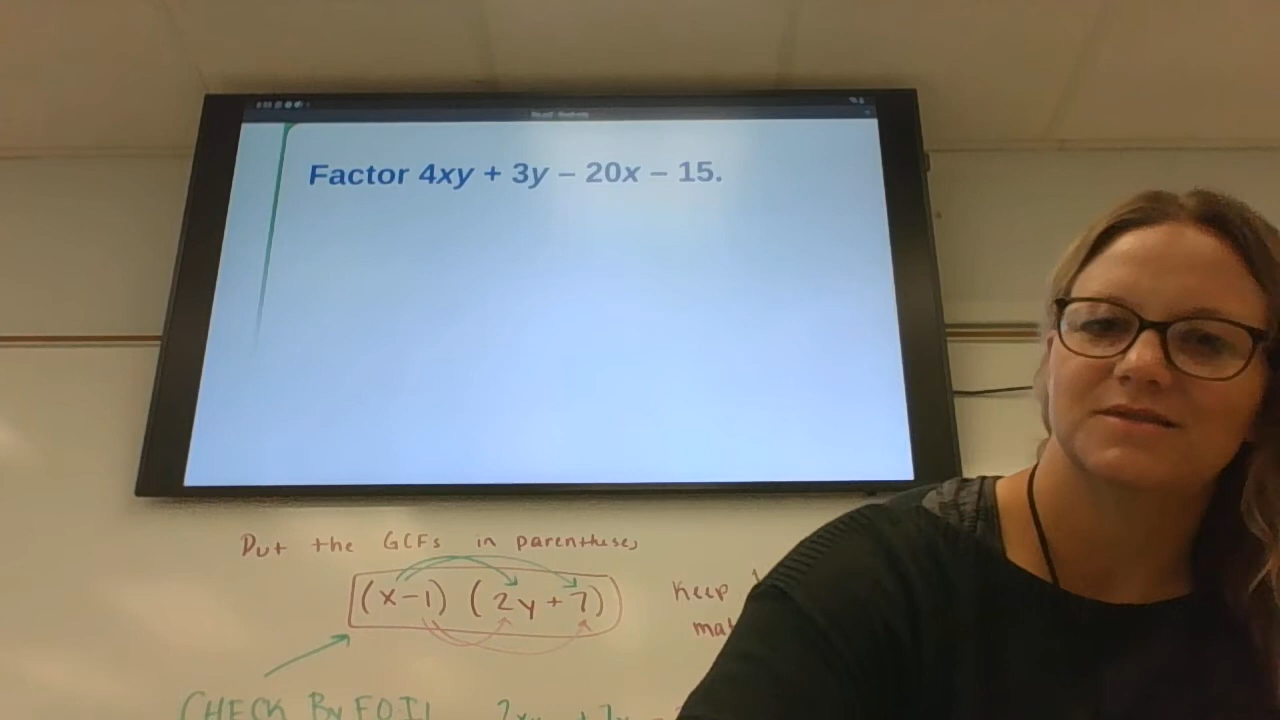 Factor 4xy + 3y – 20x – 15.
Put the GCFs in parentheses
(x-1) (2y+7)
Keep
CHECK BY FOIL